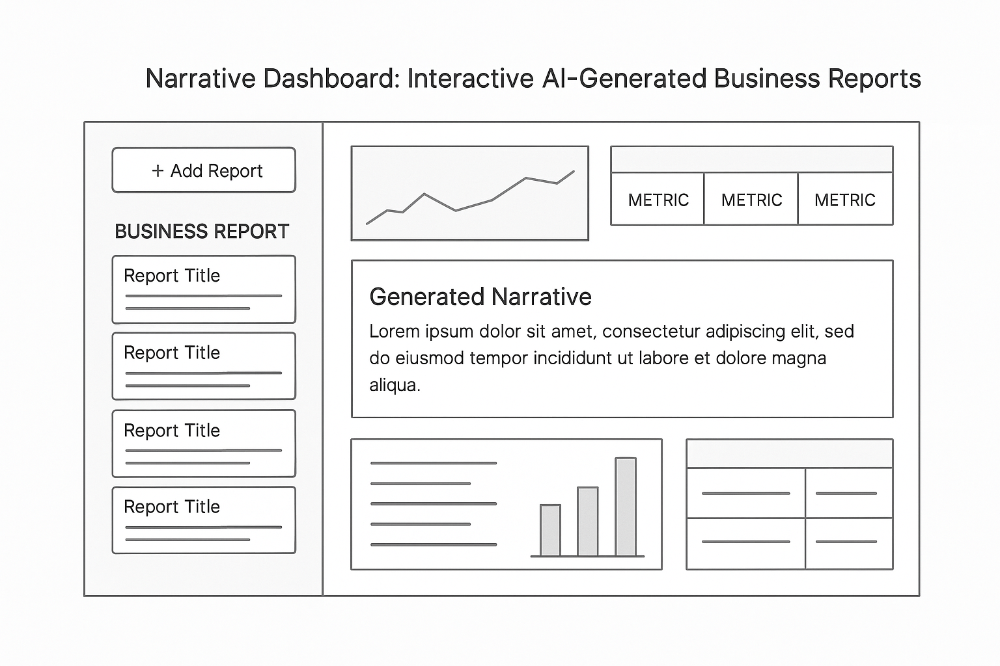 Narrative Dashboard: Interactive AI-Generated Business Reports
+ Add Report
BUSINESS REPORT
Report Title
Report Title
Report Title
Report Title
METRIC
METRIC
METRIC
Generated Narrative
Lorem ipsum dolor sit amet, consectetur adipiscing elit, sed
do eiusmod tempor incididunt ut labore et dolore magna
aliqua.